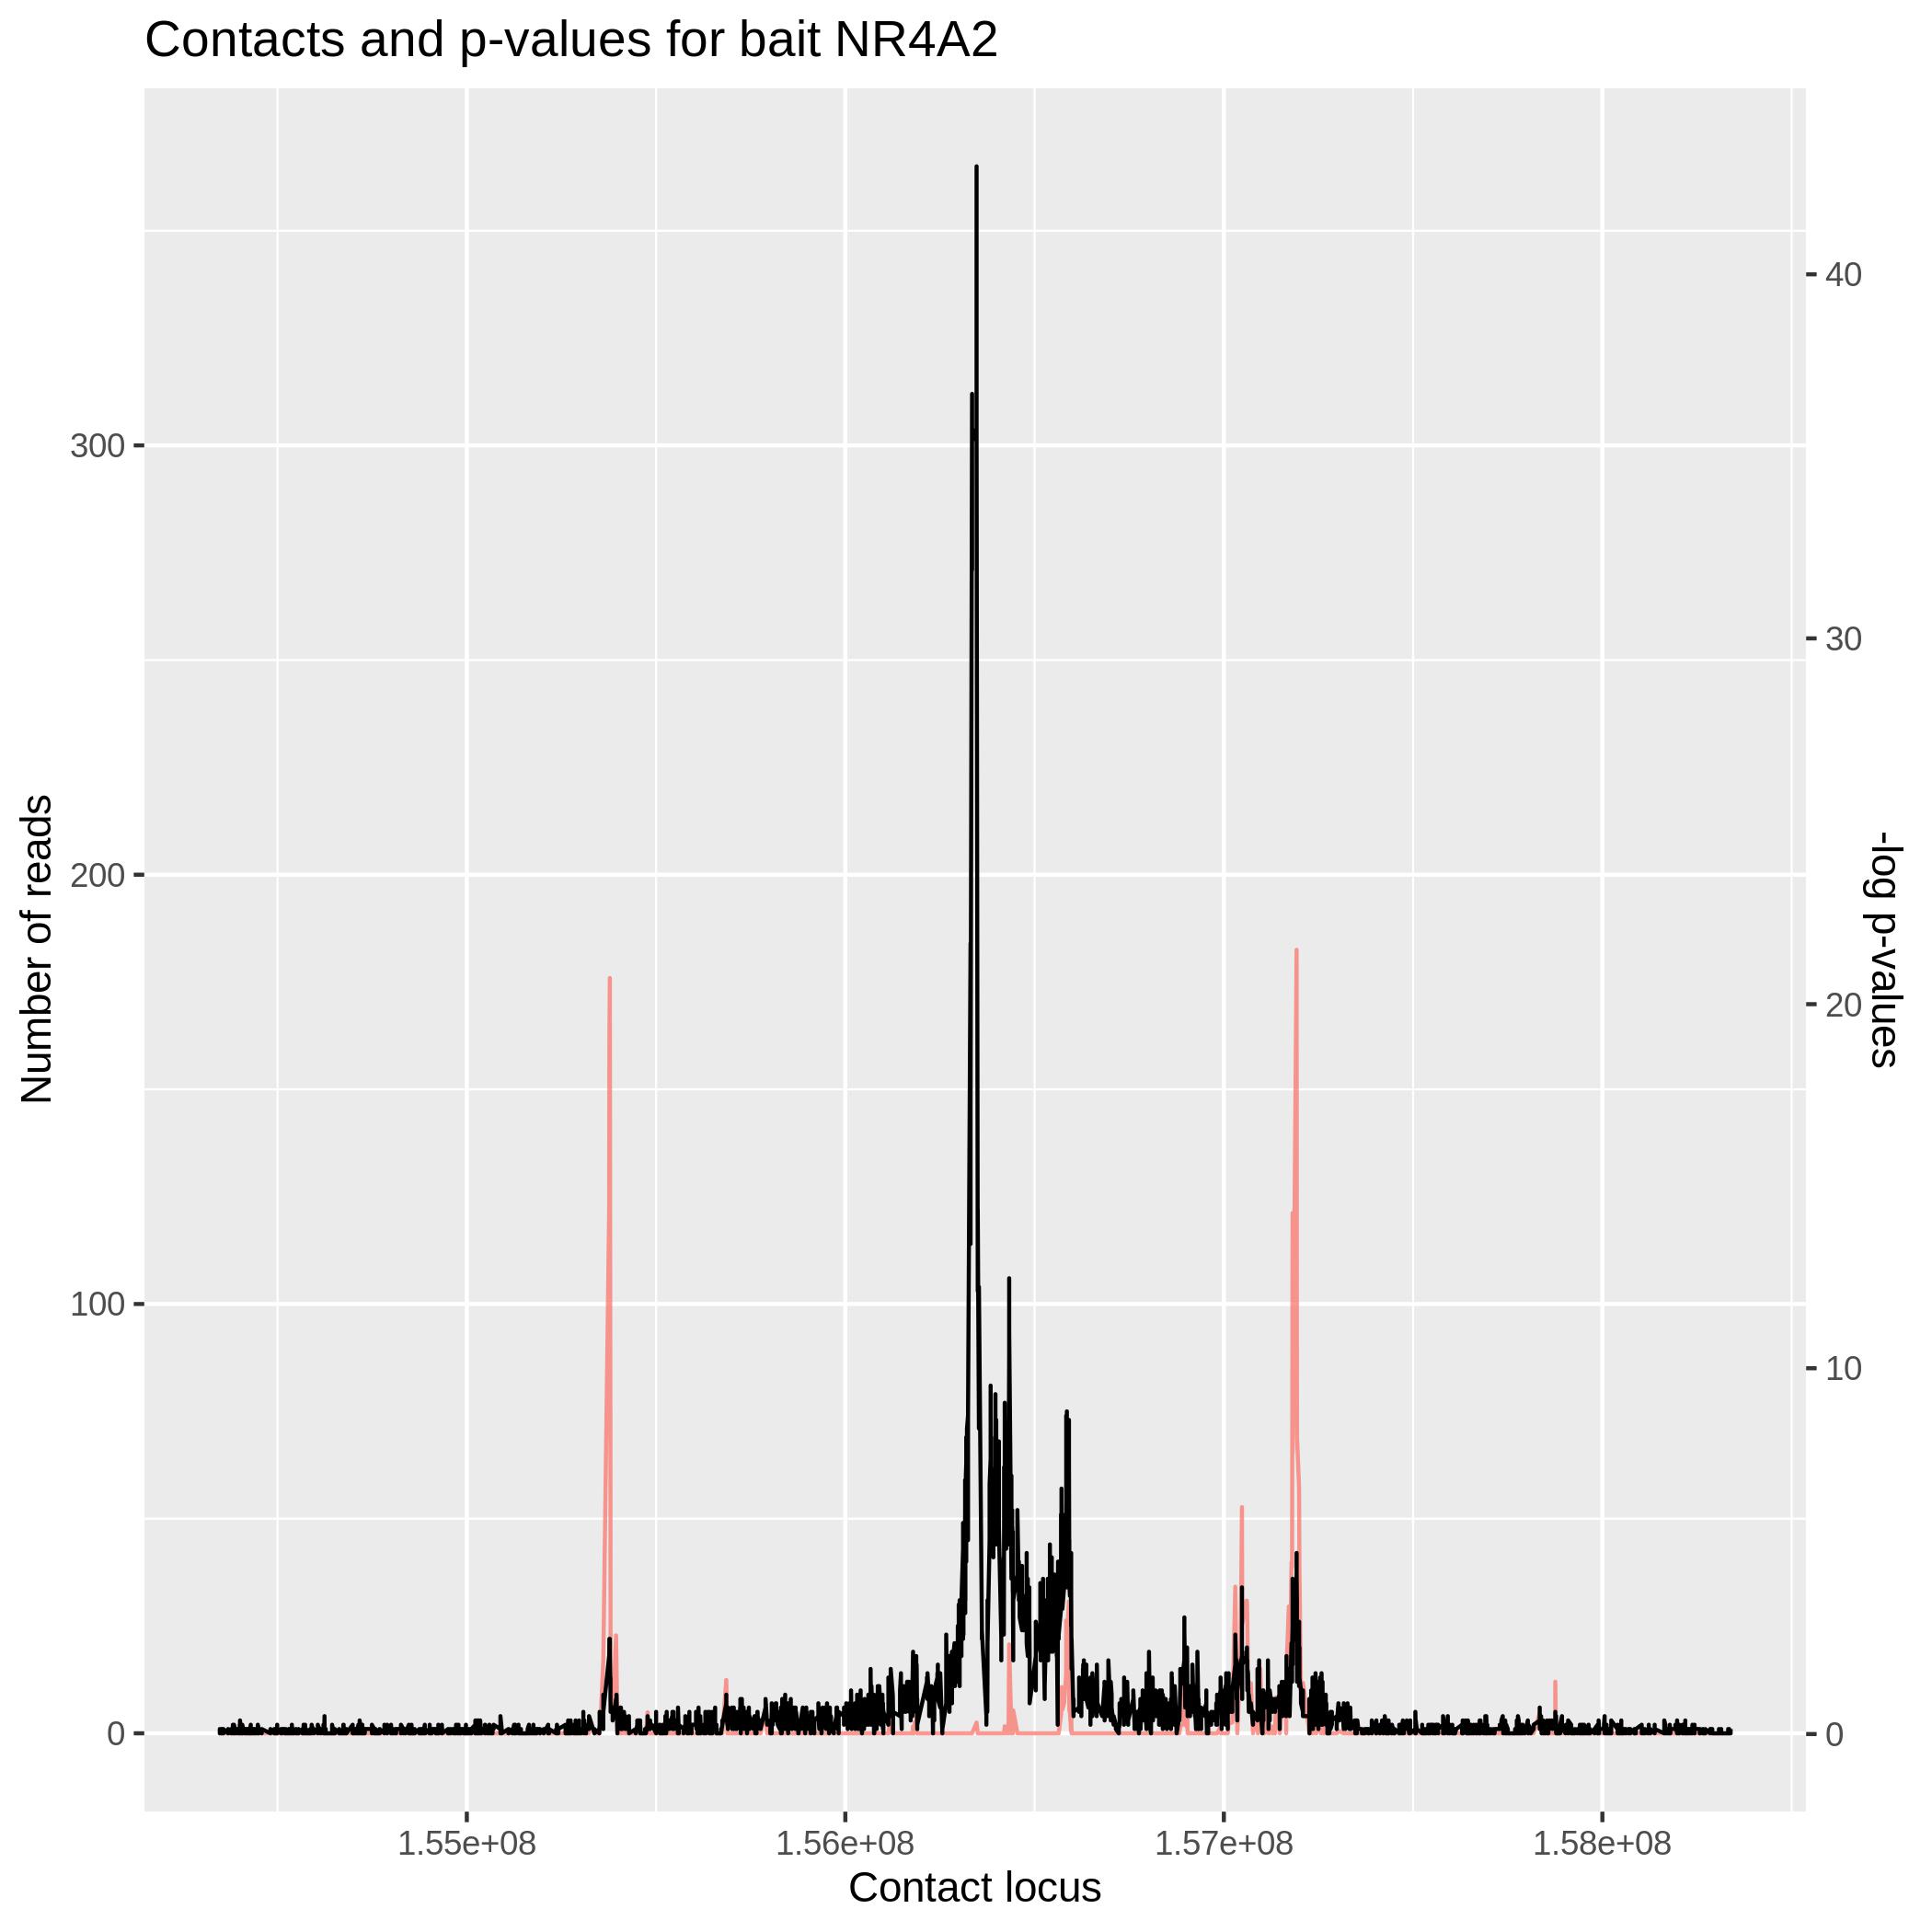 Contacts and p-values for bait NR4A2
Number of reads
300
200
100
0
40
30
20
10
0
-log p-values
1.55e+08 1.56e+08 1.57e+08 1.58e+08
Contact locus